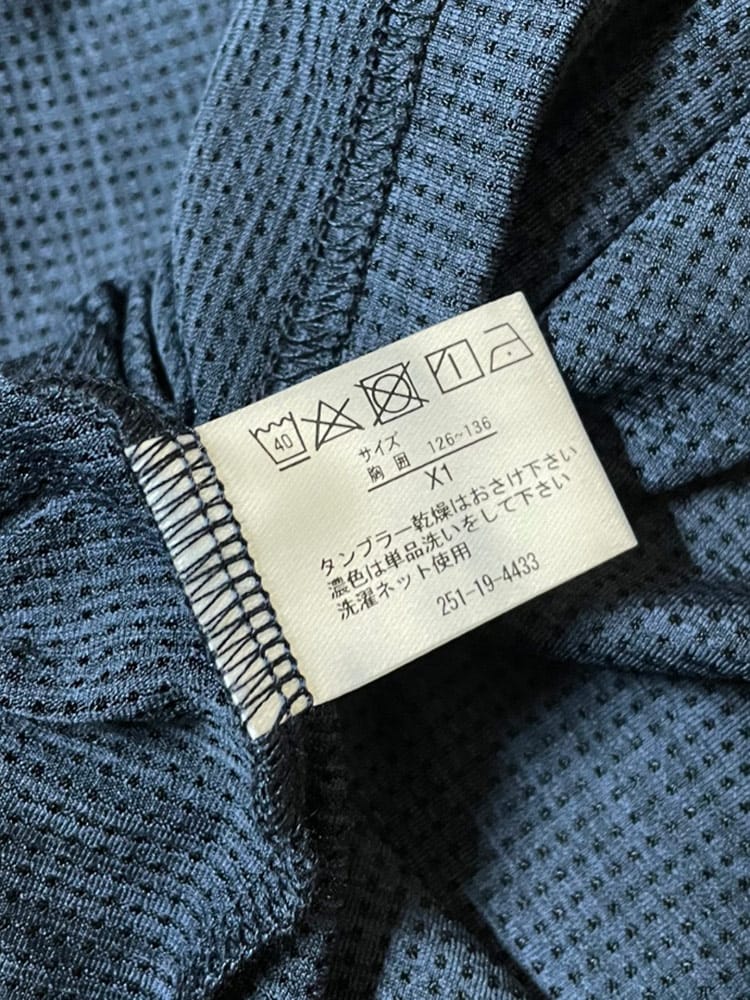 40
サイズ
胸囲 126~136
X1
タンブラー乾燥はおさけ下さい
濃色は単品洗いをして下さい
洗濯ネット使用
251-19-4433